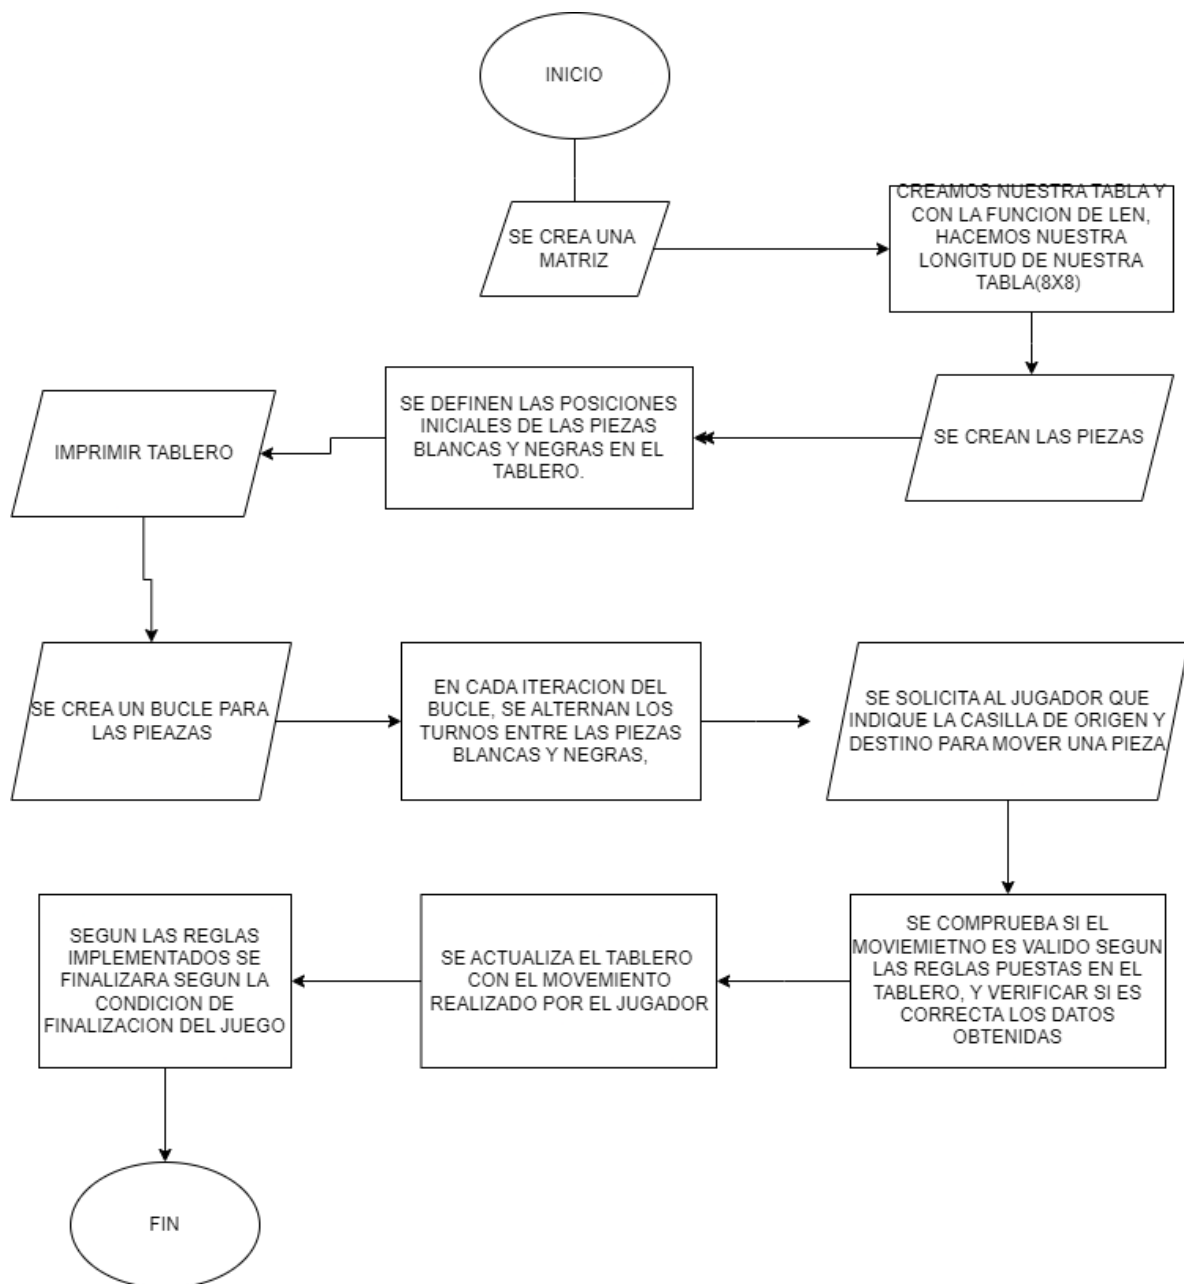 INICIO
SE CREA UNA
MATRIZ
CREAMOS NUESTRA TABLA Y
CON LA FUNCION DE LEN,
HACEMOS NUESTRA
LONGITUD DE NUESTRA
TABLA(8X8)
SE CREAN LAS PIEZAS
SE DEFINEN LAS POSICIONES
INICIALES DE LAS PIEZAS
BLANCAS Y NEGRAS EN EL
TABLERO.
IMPRIMIR TABLERO
SE CREA UN BUCLE PARA
LAS PIEAZAS
EN CADA ITERACION DEL
BUCLE, SE ALTERNAN LOS
TURNOS ENTRE LAS PIEZAS
BLANCAS Y NEGRAS,
SE SOLICITA AL JUGADOR QUE
INDIQUE LA CASILLA DE ORIGEN Y
DESTINO PARA MOVER UNA PIEZA
SE COMPRUEBA SI EL
MOVIEMIETNO ES VALIDO SEGUN
LAS REGLAS PUESTAS EN EL
TABLERO, Y VERIFICAR SI ES
CORRECTA LOS DATOS
OBTENIDAS
SE ACTUALIZA EL TABLERO
CON EL MOVEMIENTO
REALIZADO POR EL JUGADOR
SEGUN LAS REGLAS
IMPLEMENTADOS SE
FINALIZARA SEGUN LA
CONDICION DE
FINALIZACION DEL JUEGO
FIN